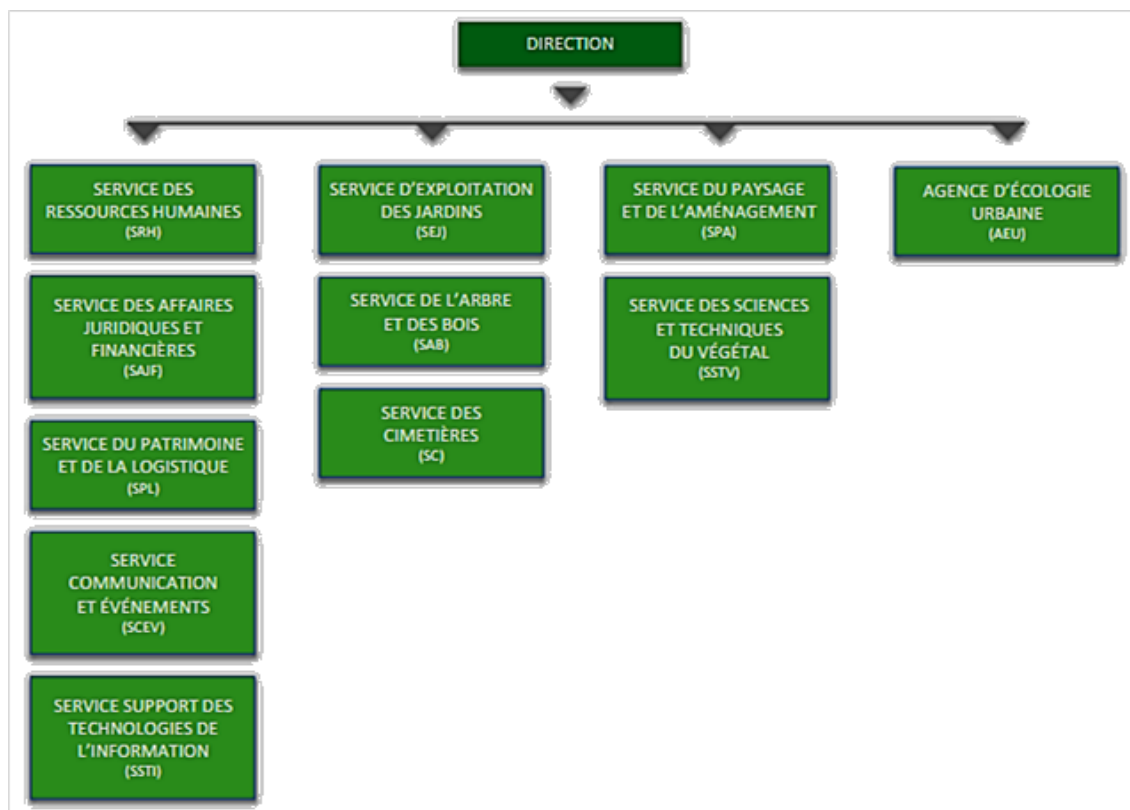 DIRECTION
SERVICE DES
RESSOURCES HUMAINES
(SRH)
SERVICE DES AFFAIRES
JURIDIQUES ET
FINANCIÈRES
(SAJF)
SERVICE DU PATRIMOINE
ET DE LA LOGISTIQUE
(SPL)
SERVICE
COMMUNICATION
ET ÉVÉNEMENTS
(SCEV)
SERVICE SUPPORT DES
TECHNOLOGIES DE
L'INFORMATION
(SSTI)
SERVICE D'EXPLOITATION
DES JARDINS
(SEJ)
SERVICE DE L'ARBRE
ET DES BOIS
(SAB)
SERVICE DES
CIMETIÈRES
(SC)
SERVICE DU PAYSAGE
ET DE L'AMÉNAGEMENT
(SPA)
SERVICE DES SCIENCES
ET TECHNIQUES
DU VÉGÉTAL
(SSTV)
AGENCE D'ÉCOLOGIE
URBAINE
(AEU)